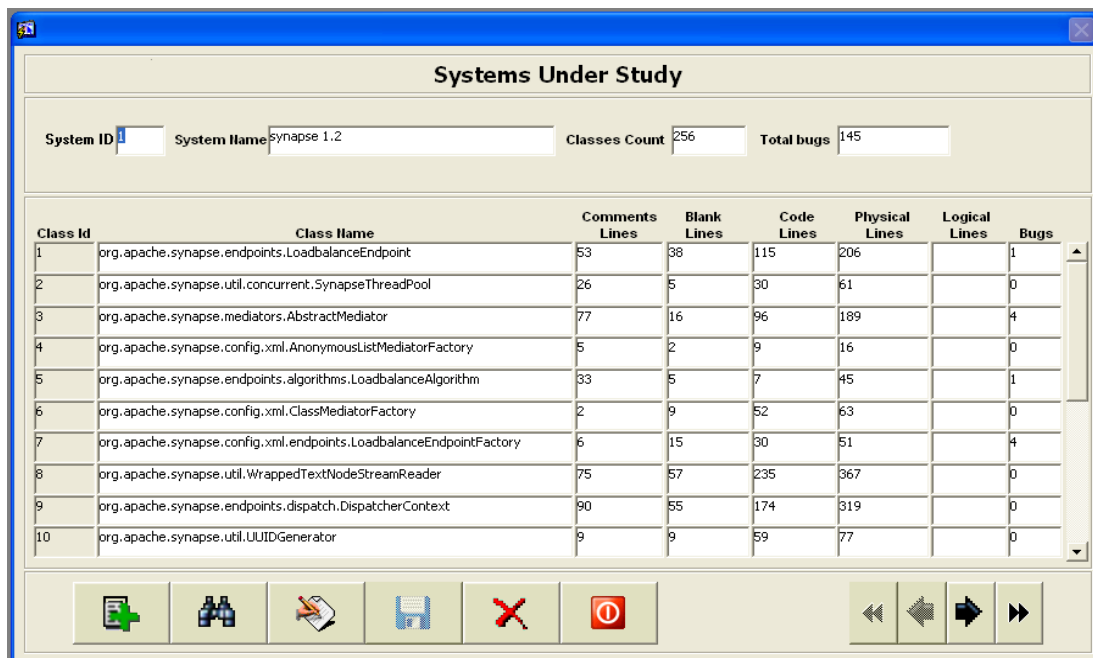 Systems Under Study
System ID 1 System Name synapse 1.2 Classes Count 256 Total bugs 145
Class Id Class Name Comments Lines Blank Lines Code Lines Physical Lines Logical Lines Bugs
1 org.apache.synapse.endpoints.LoadbalanceEndpoint 53 38 115 206 1
2 org.apache.synapse.util.concurrent.SynapseThreadPool 26 5 30 61 0
3 org.apache.synapse.mediators.AbstractMediator 77 16 96 189 4
4 org.apache.synapse.config.xml.AnonymousListMediatorFactory 5 2 9 16 0
5 org.apache.synapse.endpoints.algorithms.LoadbalanceAlgorithm 33 5 7 45 1
6 org.apache.synapse.config.xml.ClassMediatorFactory 2 9 52 63 0
7 org.apache.synapse.config.xml.endpoints.LoadbalanceEndpointFactory 6 15 30 51 4
8 org.apache.synapse.util.WrappedTextNodeStreamReader 75 57 235 367 0
9 org.apache.synapse.endpoints.dispatch.DispatcherContext 90 55 174 319 0
10 org.apache.synapse.util.UUIDGenerator 9 9 59 77 0